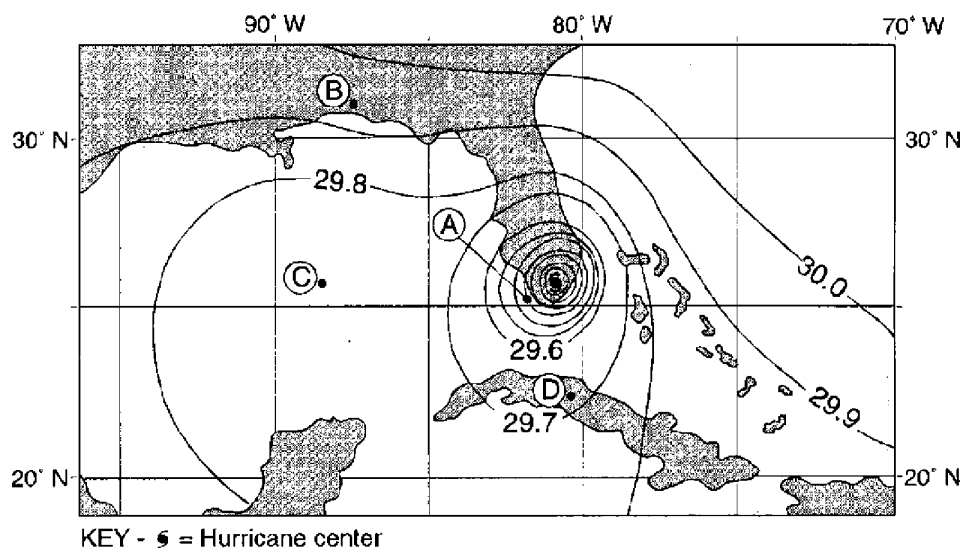 90° W 80° W 70° W
B
30° N 30° N
29.8
A
C
30.0
29.6
D
29.9
29.7
20° N 20° N
KEY - = Hurricane center